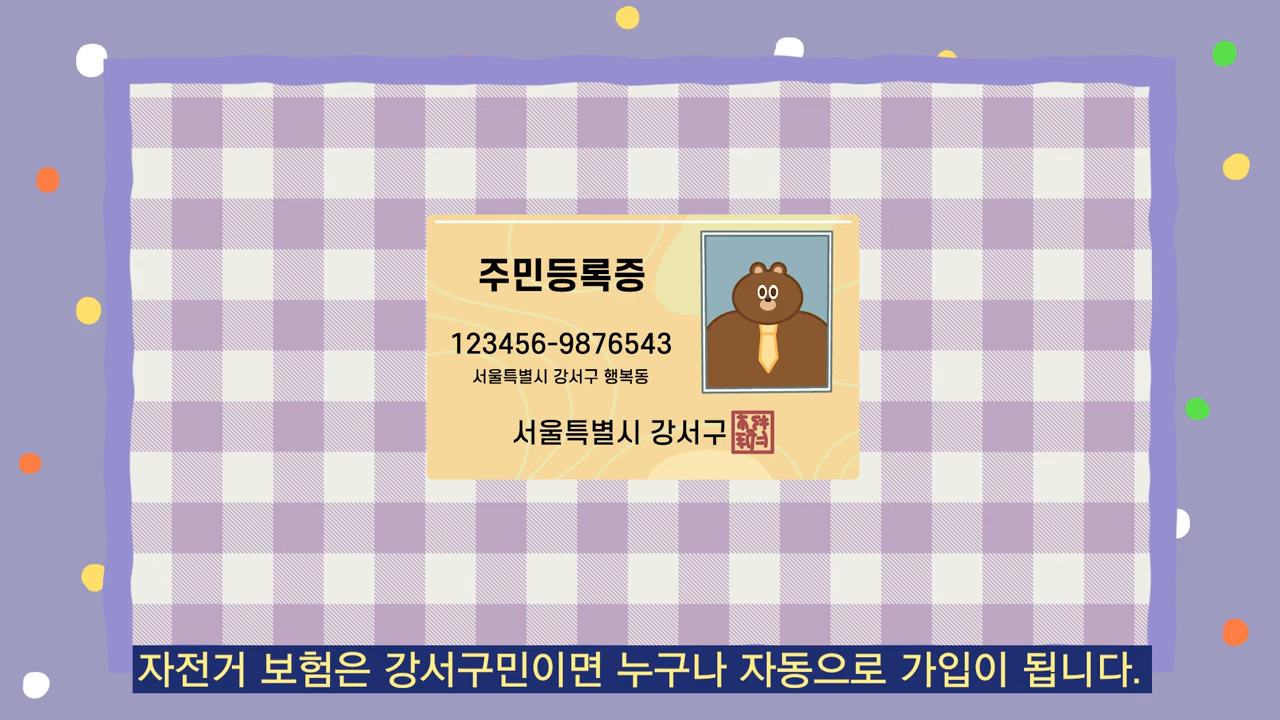 주민등록증
123456-9876543
서울특별시 강서구 행복동
서울특별시 강서구
자전거 보험은 강서구민이면 누구나 자동으로 가입이 됩니다.